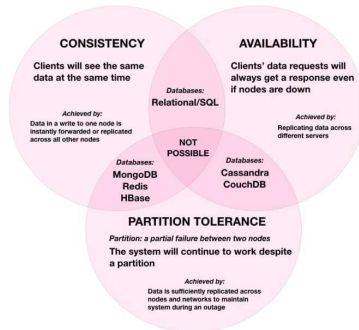 CONSISTENCY
Clients will see the same
data at the same time
Achieved by:
Data in a write to one node is
instantly forwarded or replicated
across all other nodes
Databases:
Relational/SQL
AVAILABILITY
Clients' data requests will
always get a response even
if nodes are down
Achieved by:
Replicating data across
different servers
NOT
POSSIBLE
Databases:
MongoDB
Redis
HBase
Databases:
Cassandra
CouchDB
PARTITION TOLERANCE
Partition: a partial failure between two nodes
The system will continue to work despite
a partition
Achieved by:
Data is sufficiently replicated across
nodes and networks to maintain
system during an outage